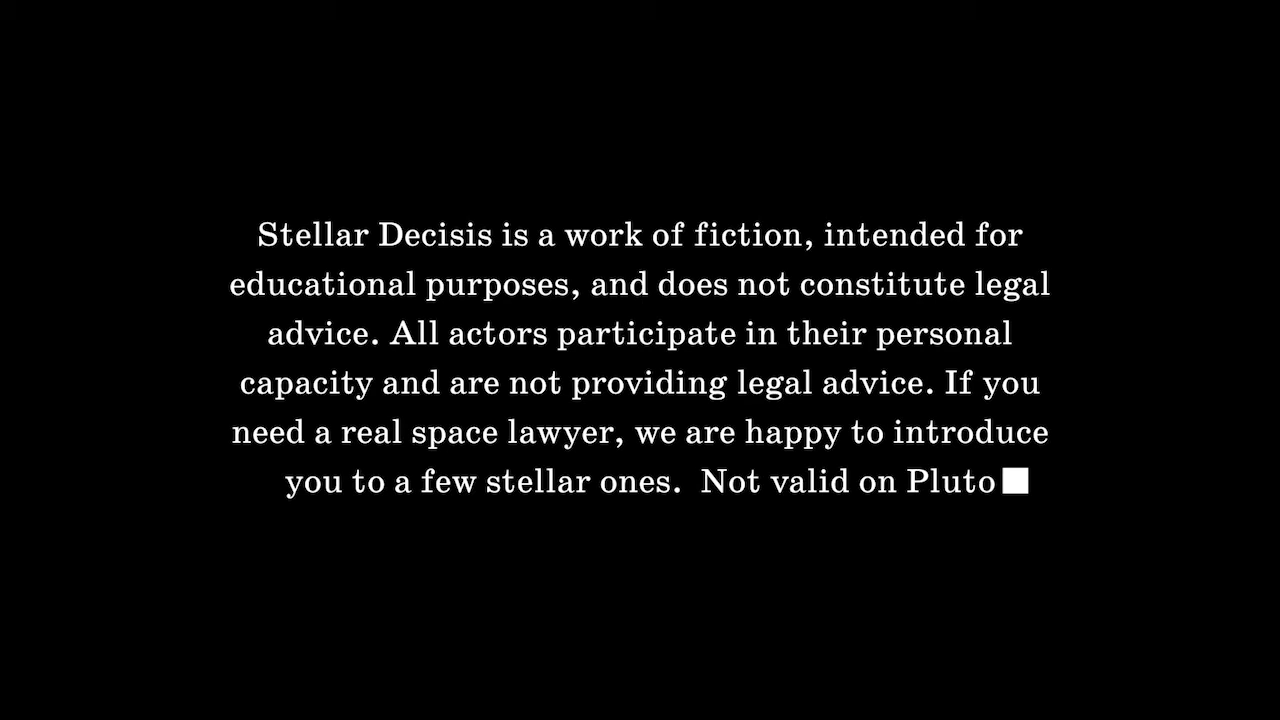 Stellar Decisis is a work of fiction, intended for
educational purposes, and does not constitute legal
advice. All actors participate in their personal
capacity and are not providing legal advice. If you
need a real space lawyer, we are happy to introduce
you to a few stellar ones.  Not valid on Pluto